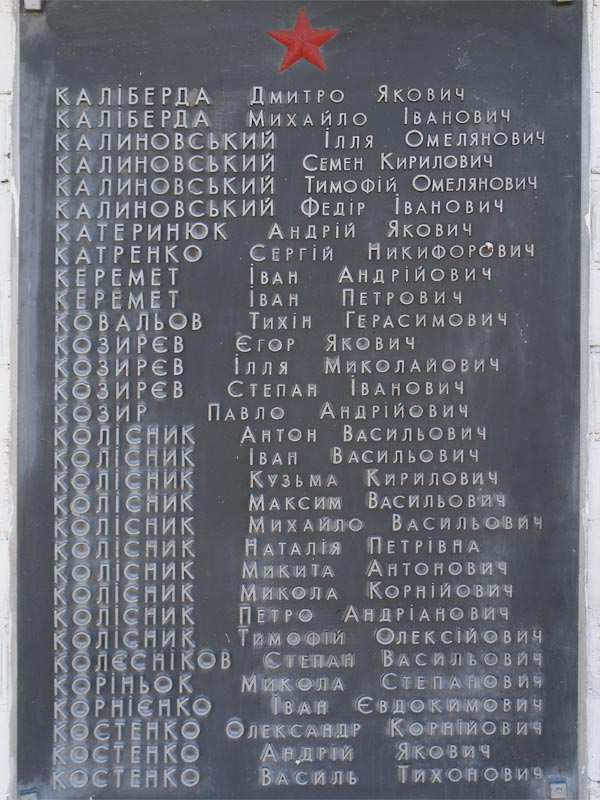 КАЛІБЕРДА Дмитро Якович
КАЛІБЕРДА Михайло Іванович
КАЛИНОВСЬКИЙ Ілля Омелянович
КАЛИНОВСЬКИЙ Семен Кирилович
КАЛИНОВСЬКИЙ Тимофій Омелянович
КАЛИНОВСЬКИЙ Федір Іванович
КАТЕРИНЮК Андрій Якович
КАТРЕНКО Сергій Никифорович
КЕРЕМЕТ Іван Андрійович
КЕРЕМЕТ Іван Петрович
КОВАЛЬОВ Тихін Герасимович
КОЗИРЄВ Єгор Якович
КОЗИРЄВ Ілля Миколайович
КОЗИРЄВ Степан Іванович
КОЗИР Павло Андрійович
КОЛІСНИК Антон Васильович
КОЛІСНИК Іван Васильович
КОЛІСНИК Кузьма Кирилович
КОЛІСНИК Максим Васильович
КОЛІСНИК Михайло Васильович
КОЛІСНИК Наталія Петрівна
КОЛІСНИК Микита Антонович
КОЛІСНИК Микола Корнійович
КОЛІСНИК Петро Андріанович
КОЛІСНИК Тимофій Олексійович
КОЛЄСНІКОВ Степан Васильович
КОРІНЬОК Микола Степанович
КОРНІЄНКО Іван Євдокимович
КОСТЕНКО Олександр Корнійович
КОСТЕНКО Андрій Якович
КОСТЕНКО Василь Тихонович